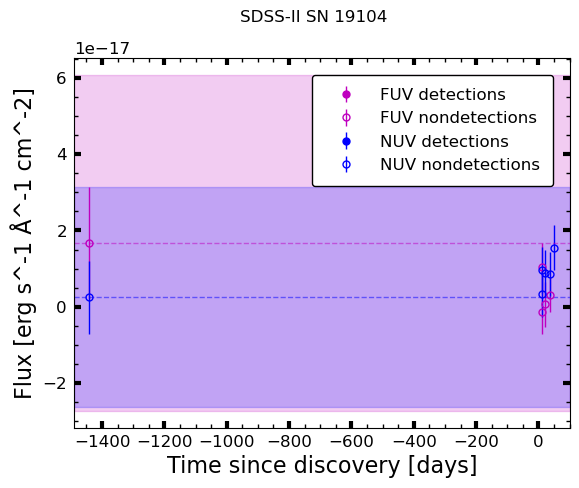 SDSS-II SN 19104
1e−17
FUV detections
FUV nondetections
NUV detections
NUV nondetections
6
4
2
0
−2
Flux [erg s^-1 Å^-1 cm^-2]
−1400 −1200 −1000 −800 −600 −400 −200 0
Time since discovery [days]